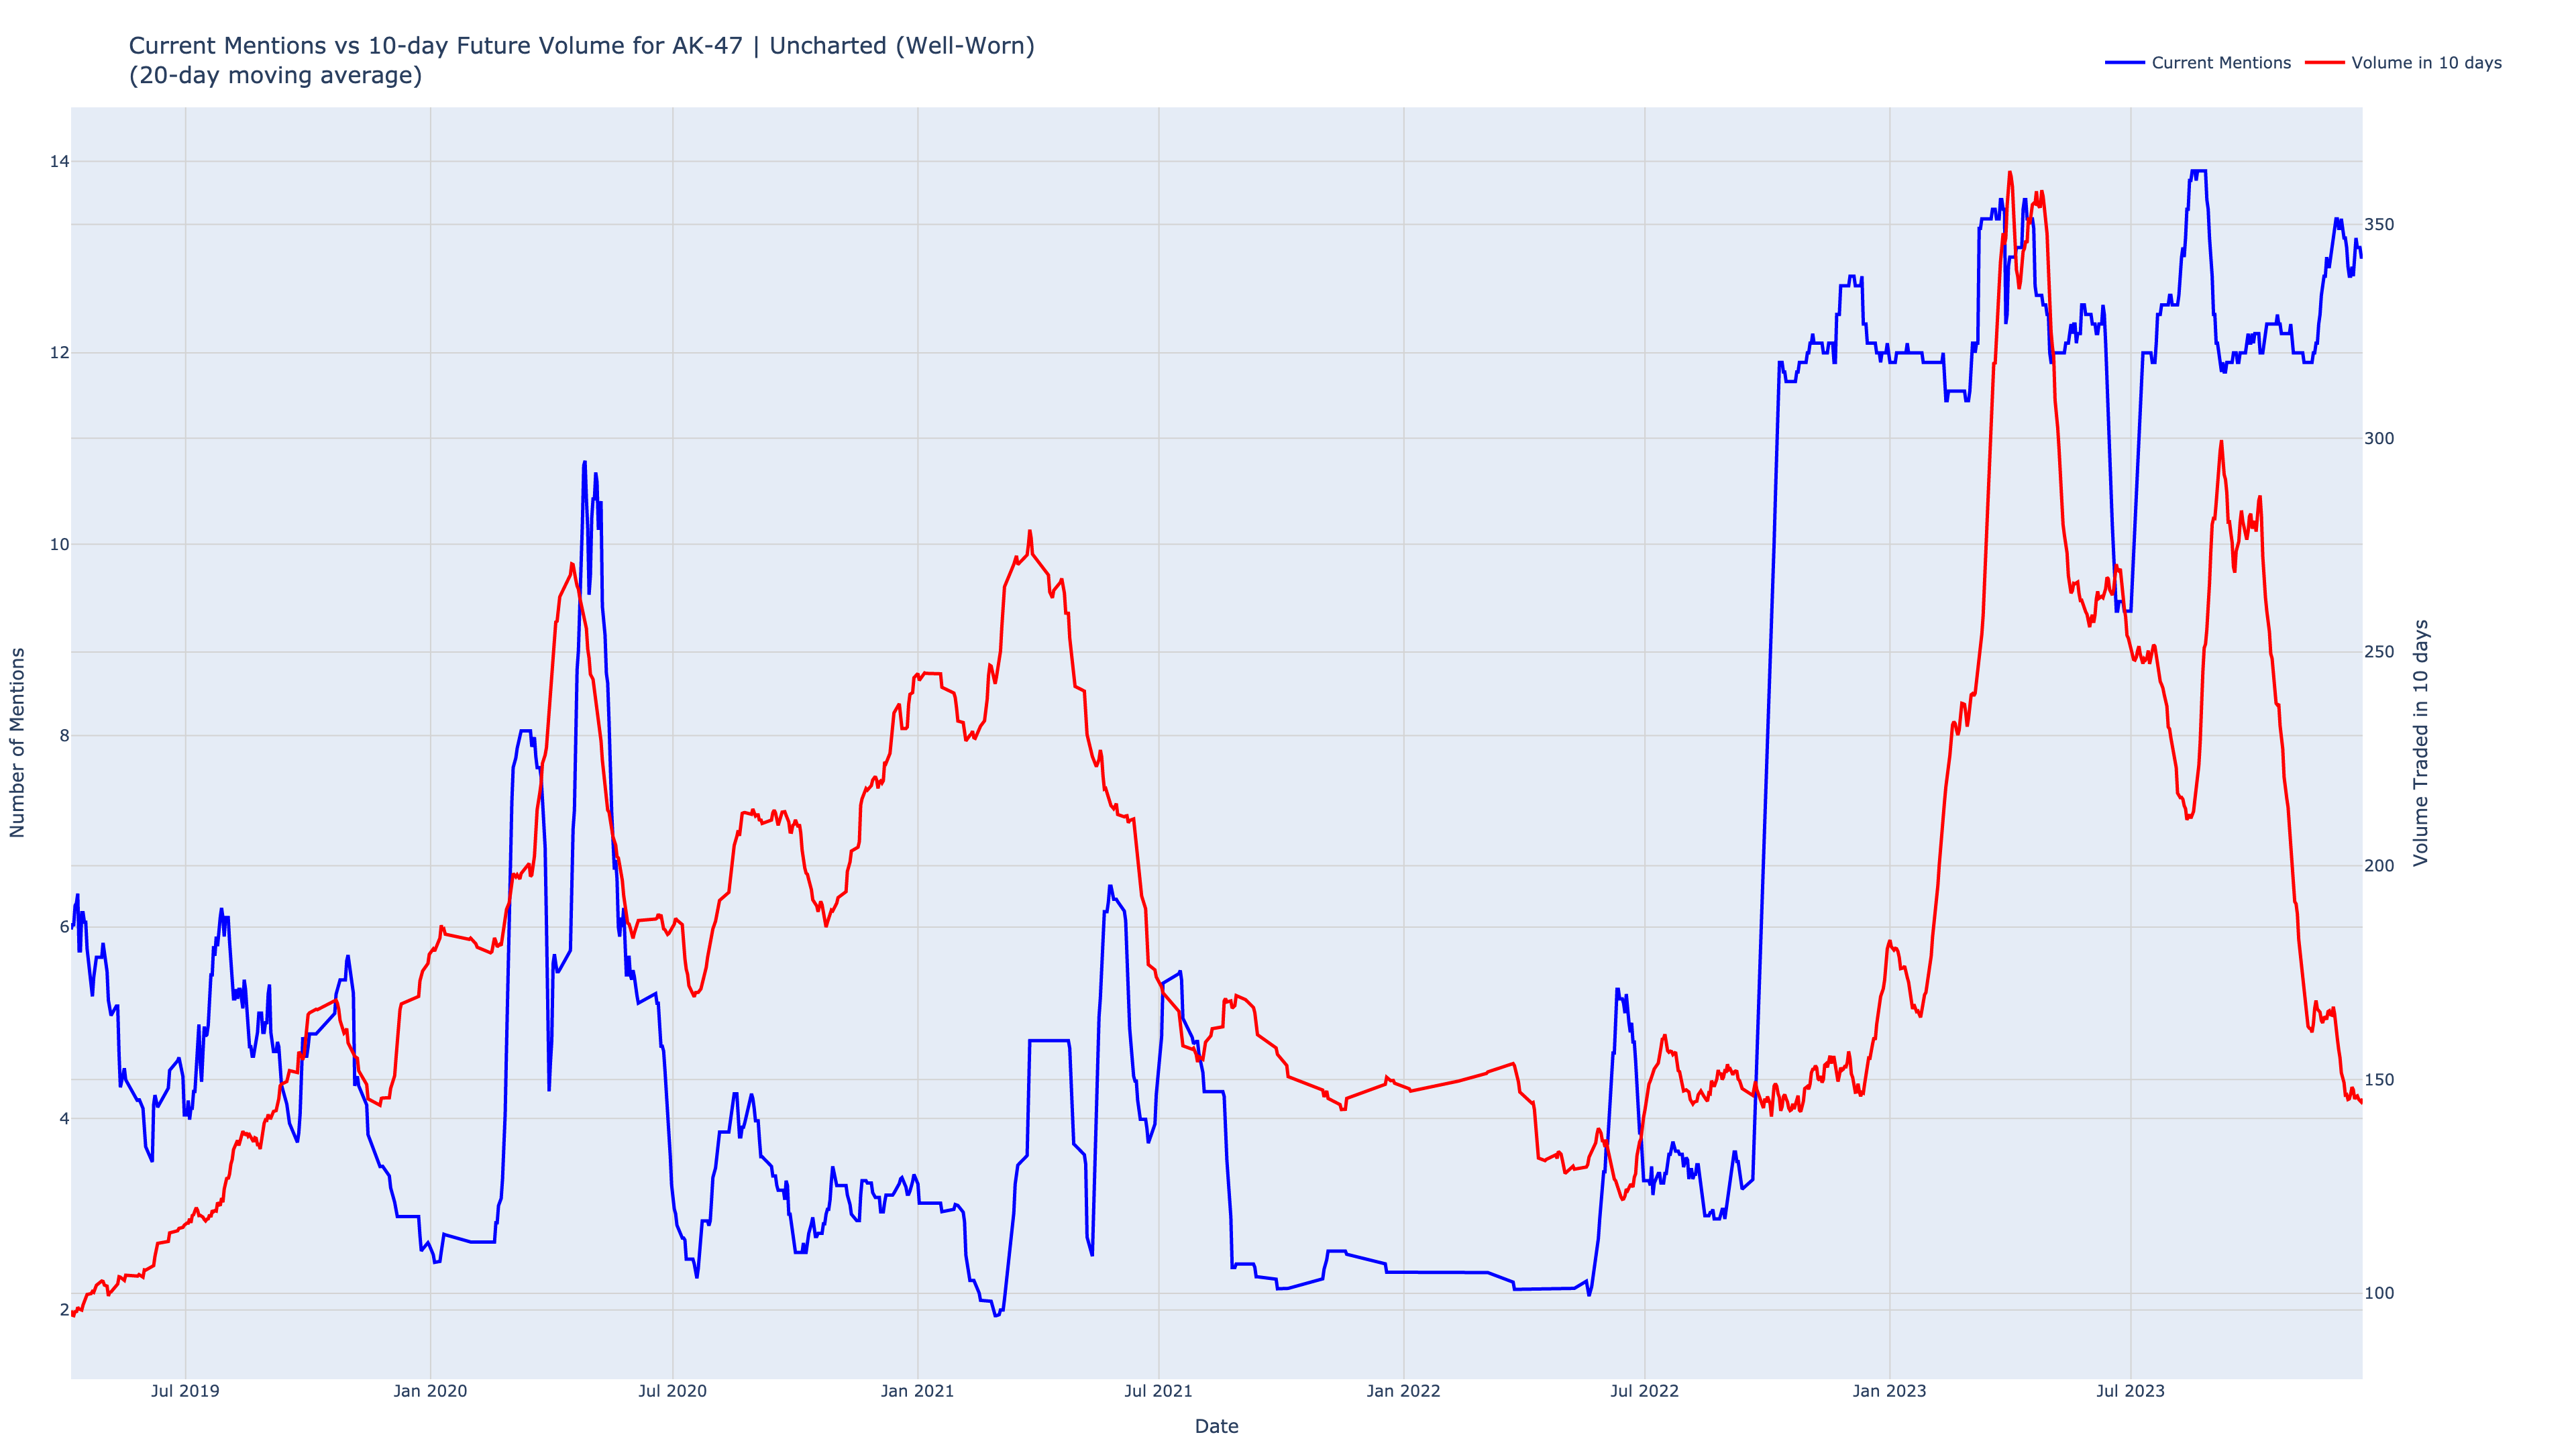 Current Mentions vs 10-day Future Volume for AK-47 | Uncharted (Well-Worn)
(20-day moving average)
Current Mentions
Volume in 10 days
14
12
10
8
6
4
2
Number of Mentions
350
300
250
200
150
100
Volume Traded in 10 days
Jul 2019
Jan 2020
Jul 2020
Jan 2021
Jul 2021
Jan 2022
Jul 2022
Jan 2023
Jul 2023
Date